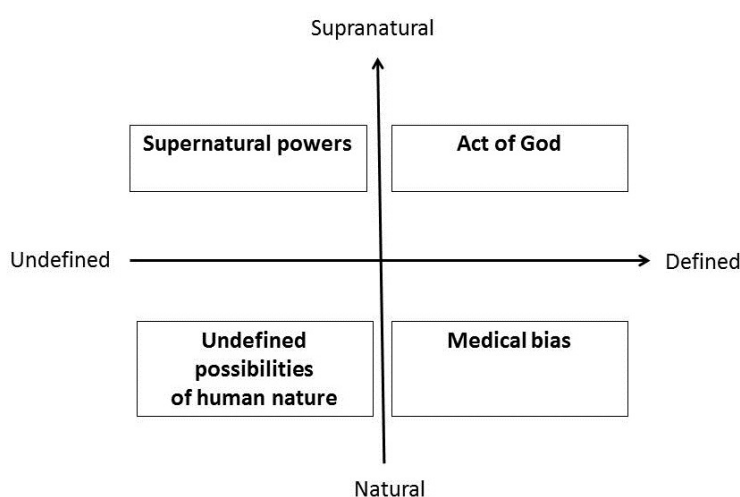 Supranatural
Supernatural powers
Act of God
Undefined
Defined
Undefined
possibilities
of human nature
Medical bias
Natural